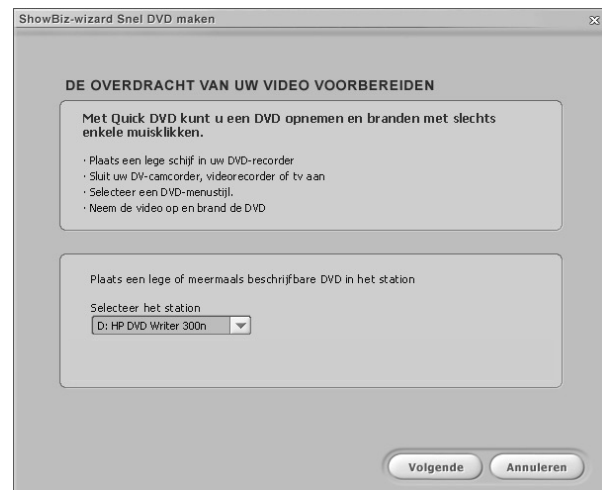 ShowBiz-wizard Snel DVD maken
DE OVERDRACHT VAN UW VIDEO VOORBEREIDEN
Met Quick DVD kunt u een DVD opnemen en branden met slechts
enkele muisklikken.
· Plaats een lege schijf in uw DVD-recorder
· Sluit uw DV-camcorder, videorecorder of tv aan
· Selecteer een DVD-menustijl.
· Neem de video op en brand de DVD
Plaats een lege of meermaals beschrijfbare DVD in het station
Selecteer het station
D: HP DVD Writer 300n
Volgende
Annuleren